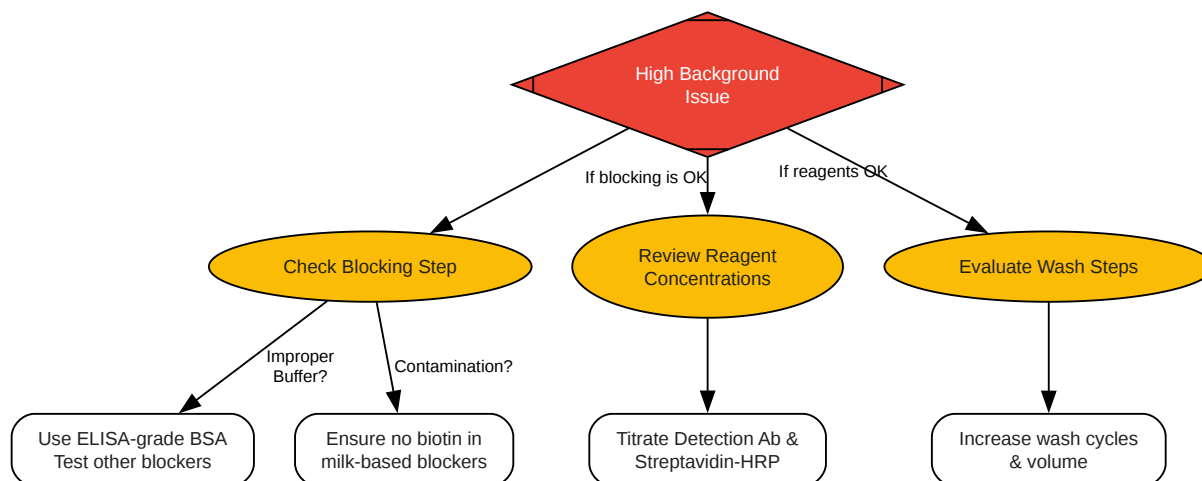 High Background
Issue
If blocking is OK
If reagents OK
Check Blocking Step
Review Reagent
Concentrations
Evaluate Wash Steps
Improper
Buffer?
Contamination?
Use ELISA-grade BSA
Test other blockers
Ensure no biotin in
milk-based blockers
Titrate Detection Ab &
Streptavidin-HRP
Increase wash cycles
& volume